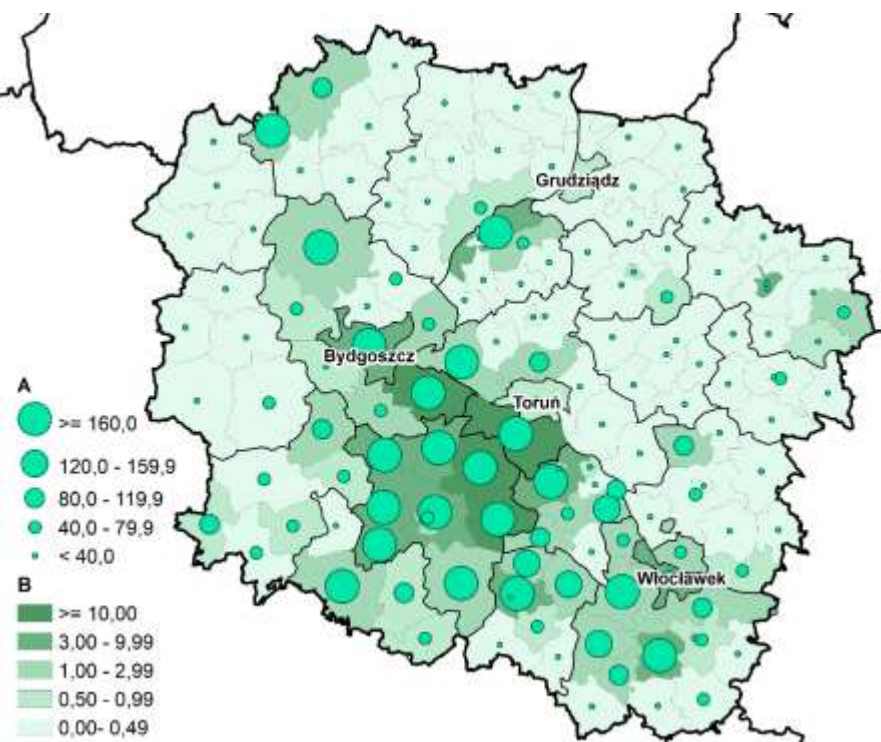 Grudziądz
Bydgoszcz
Toruń
Włocławek
A
>= 160,0
120,0 - 159,9
80,0 - 119,9
40,0 - 79,9
< 40,0
B
>= 10,00
3,00 - 9,99
1,00 - 2,99
0,50 - 0,99
0,00- 0,49